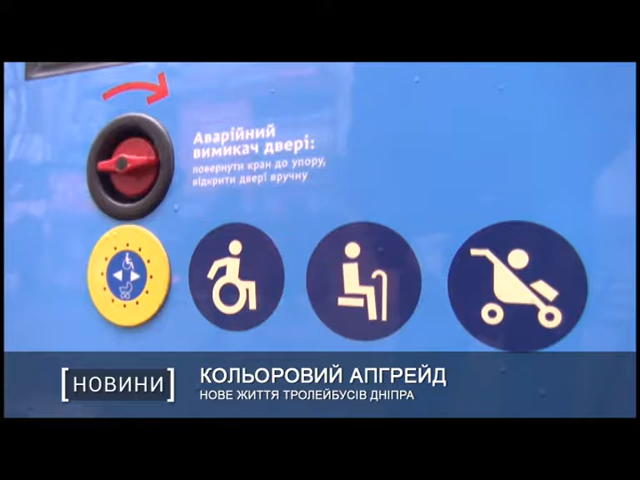 Аварійний
вимикач двері:
повернути кран до упору,
відкрити двері вручну
[НОВИНИ]
КОЛЬОРОВИЙ АПГРЕЙД
НОВЕ ЖИТТЯ ТРОЛЕЙБУСІВ ДНІПРА